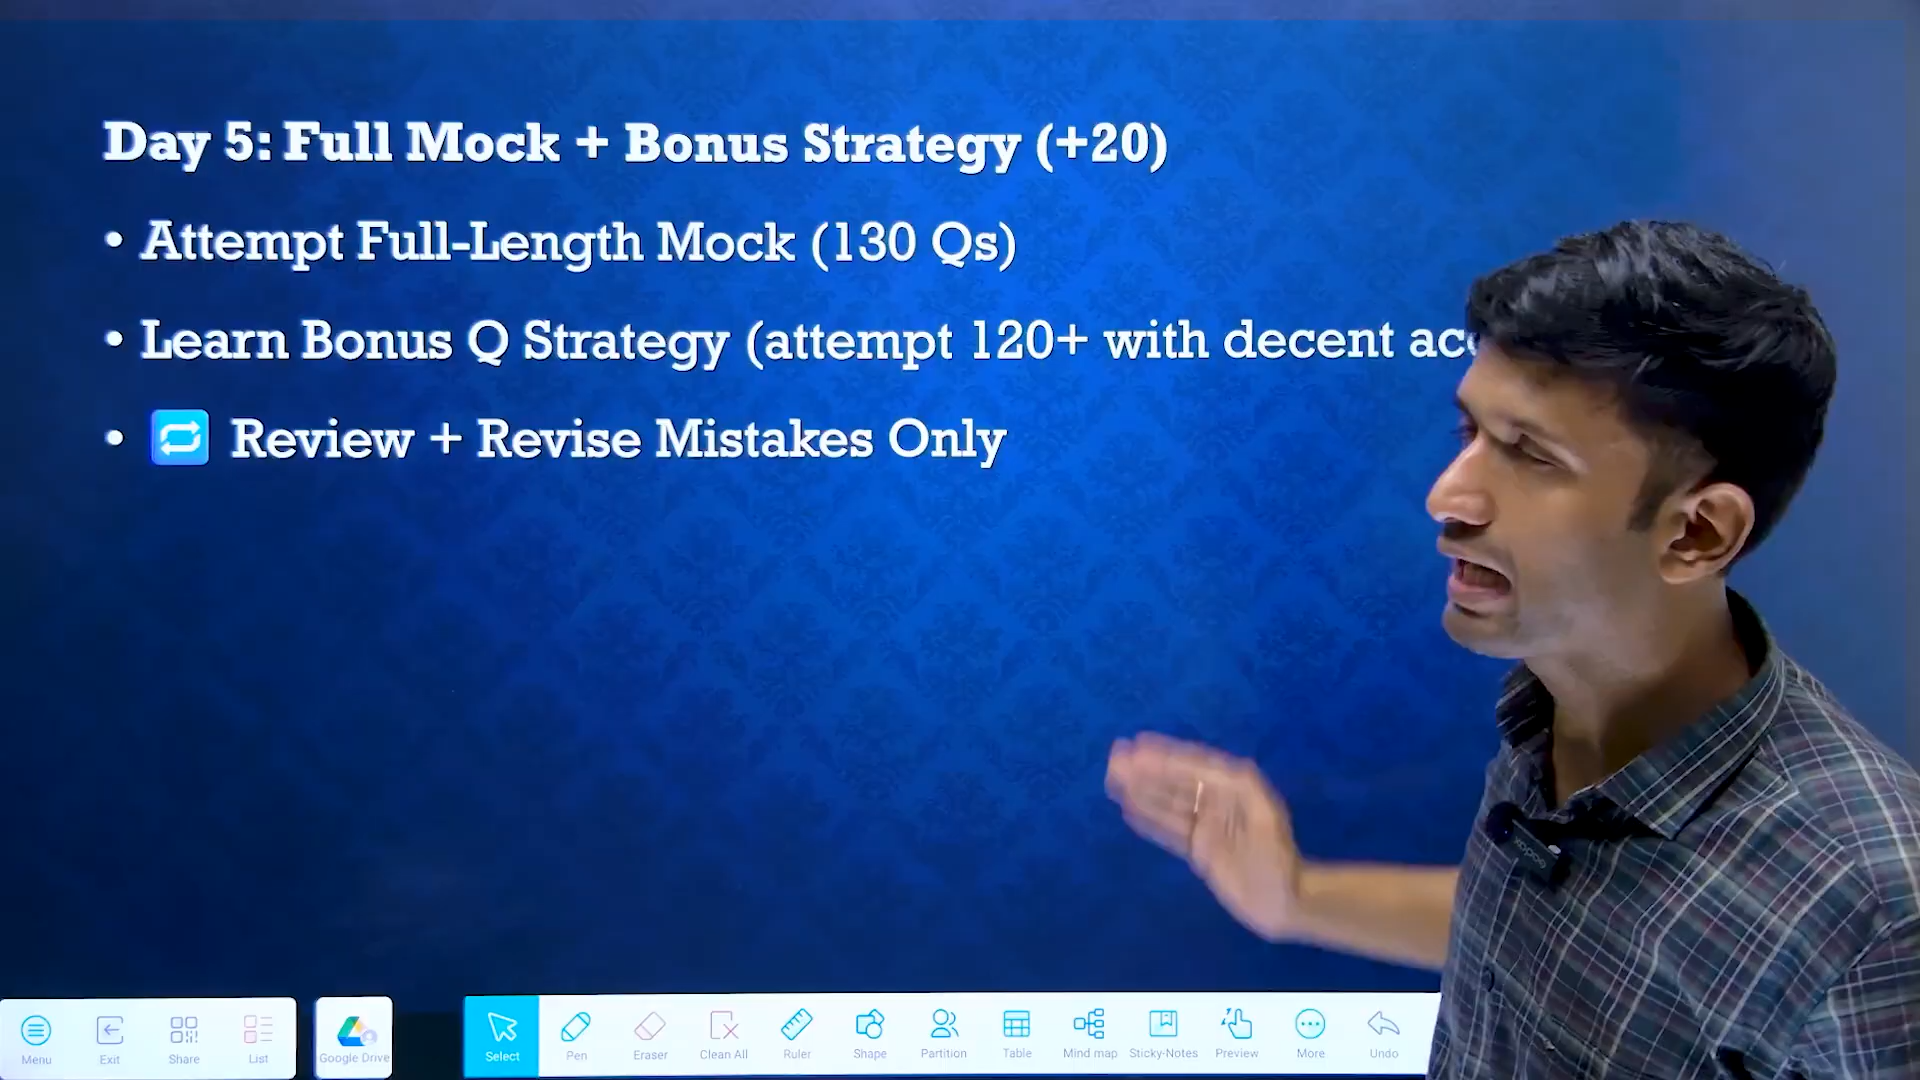 Day 5: Full Mock + Bonus Strategy (+20)
• Attempt Full-Length Mock (130 Qs)
• Learn Bonus Q Strategy (attempt 120+ with decent
• Review + Revise Mistakes Only
Menu
Exit
Share
List
Google Drive
Select
Pen
Eraser
Clean All
Ruler
Shape
Partition
Table
Mind map
Sticky-Notes
Preview
More
Undo